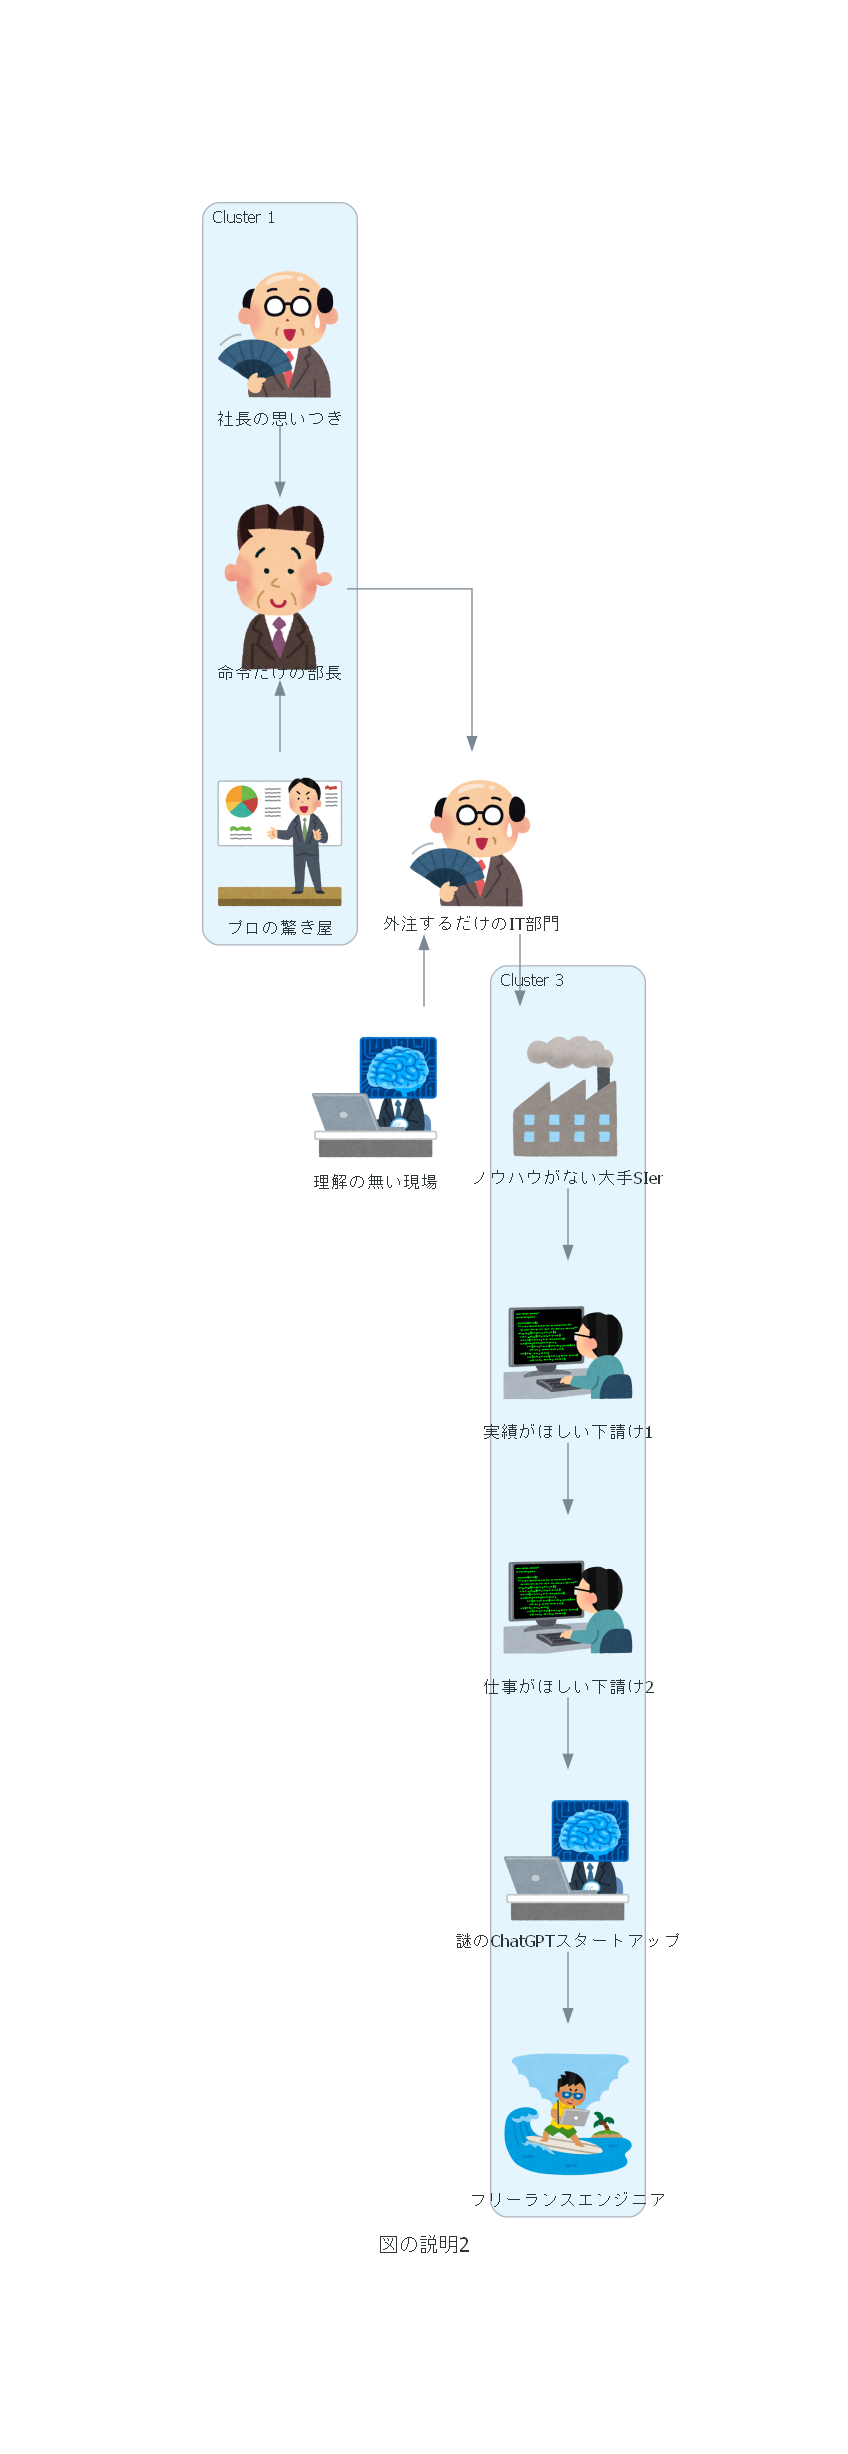 Cluster 1
社長の思いつき
命令だけの部長
プロの驚き屋
外注するだけのIT部門
Cluster 3
理解の無い現場
ノウハウがない大手SIer
実績がほしい下請け1
仕事がほしい下請け2
謎のChatGPTスタートアップ
フリーランスエンジニア
図の説明2